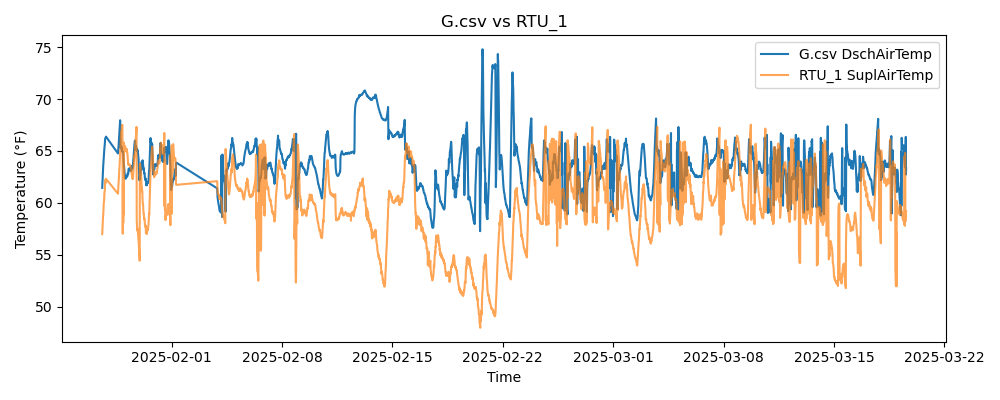 G.csv vs RTU_1
Temperature (°F)
75
70
65
60
55
50
G.csv DschAirTemp
RTU_1 SuplAirTemp
2025-02-01
2025-02-08
2025-02-15
2025-02-22
2025-03-01
2025-03-08
2025-03-15
2025-03-22
Time